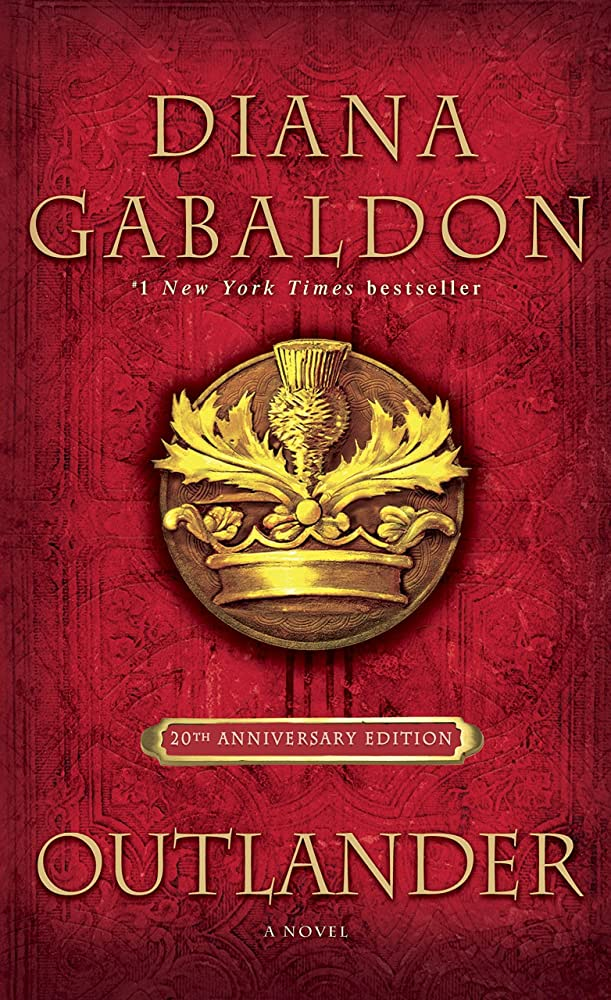 DIANA
GABALDON
#1 New York Times bestseller
20TH ANNIVERSARY EDITION
OUTLANDER
A NOVEL